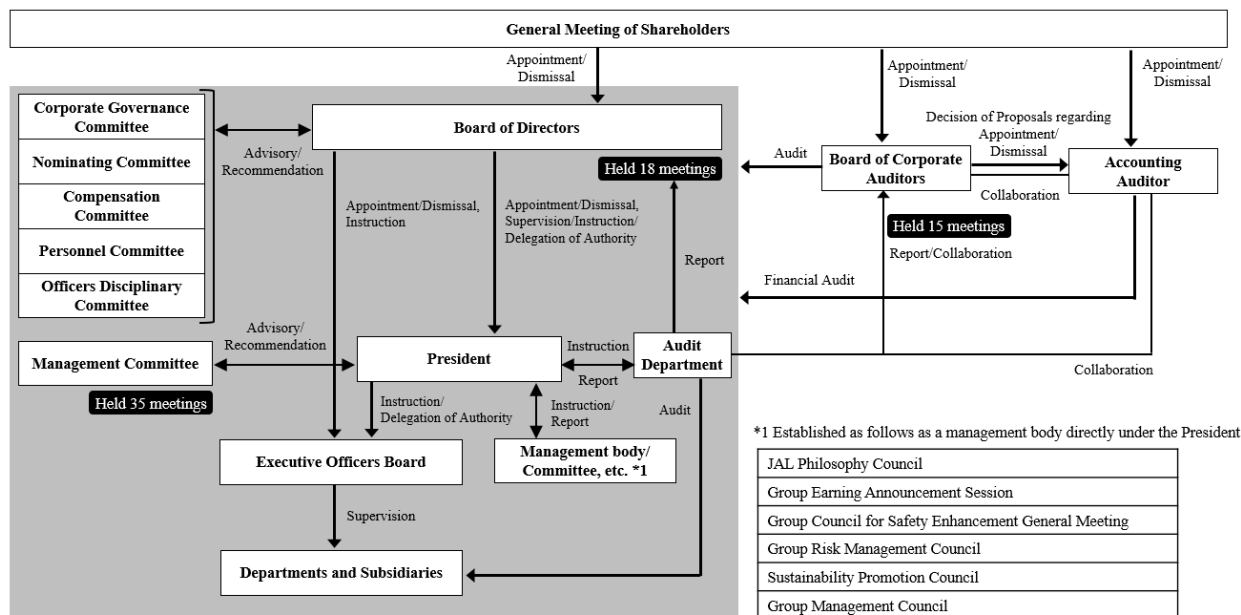 General Meeting of Shareholders
Appointment/
Dismissal
Appointment/
Dismissal
Appointment/
Dismissal
Corporate Governance
Committee
Nominating Committee
Compensation
Committee
Personnel Committee
Officers Disciplinary
Committee
Advisory/
Recommendation
Board of Directors
Held 18 meetings
Audit
Board of Corporate
Auditors
Decision of Proposals regarding
Appointment/
Dismissal
Collaboration
Accounting
Auditor
Held 15 meetings
Report/Collaboration
Appointment/Dismissal,
Instruction
Appointment/Dismissal,
Supervision/Instruction/
Delegation of Authority
Report
Financial Audit
Management Committee
Held 35 meetings
Advisory/
Recommendation
President
Instruction
Report
Audit
Department
Collaboration
Instruction/
Delegation of Authority
Instruction/
Report
Audit
Executive Officers Board
Management body/
Committee, etc. *1
Supervision
Departments and Subsidiaries
*1 Established as follows as a management body directly under the President
JAL Philosophy Council
Group Earning Announcement Session
Group Council for Safety Enhancement General Meeting
Group Risk Management Council
Sustainability Promotion Council
Group Management Council